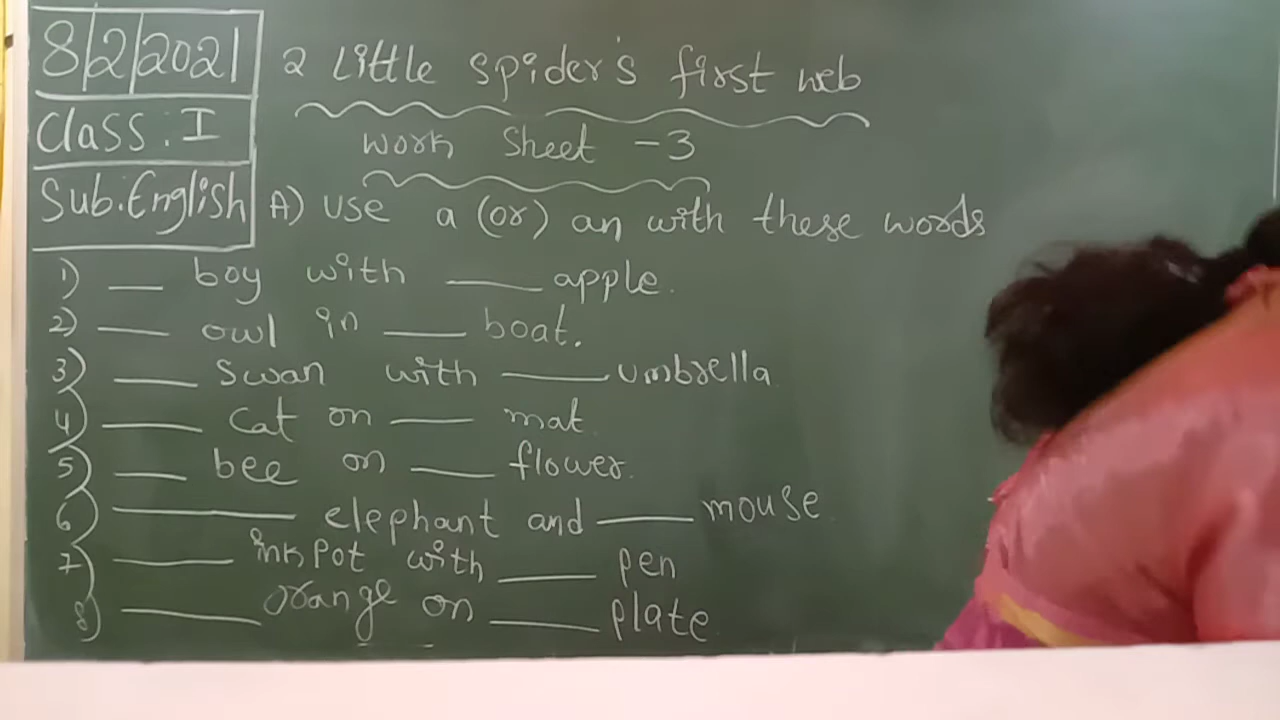 8/2/2021
Class: I
Sub: English
2 Little spider's first web
Work Sheet -3
A) Use a (or) an with these words
1) ___ boy with ___ apple.
2) ___ owl in ___ boat.
3) ___ swan with ___ umbrella
4) ___ cat on ___ mat.
5) ___ bee on ___ flower.
6) ___ elephant and ___ mouse.
7) ___ ink pot with ___ pen
8) ___ orange on ___ plate.